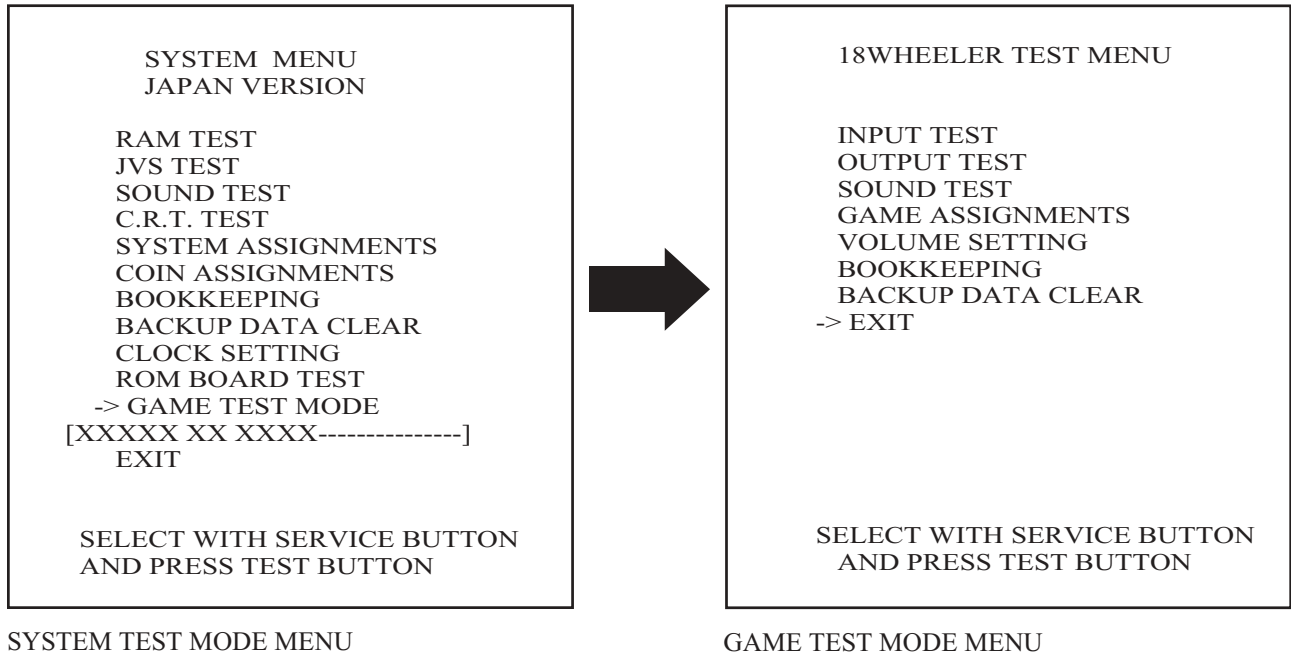 SYSTEM MENU
JAPAN VERSION
RAM TEST
JVS TEST
SOUND TEST
C.R.T. TEST
SYSTEM ASSIGNMENTS
COIN ASSIGNMENTS
BOOKKEEPING
BACKUP DATA CLEAR
CLOCK SETTING
ROM BOARD TEST
-> GAME TEST MODE
[XXXXX XX XXXX---------------]
EXIT
SELECT WITH SERVICE BUTTON
AND PRESS TEST BUTTON
SYSTEM TEST MODE MENU
18WHEELER TEST MENU
INPUT TEST
OUTPUT TEST
SOUND TEST
GAME ASSIGNMENTS
VOLUME SETTING
BOOKKEEPING
BACKUP DATA CLEAR
-> EXIT
SELECT WITH SERVICE BUTTON
AND PRESS TEST BUTTON
GAME TEST MODE MENU